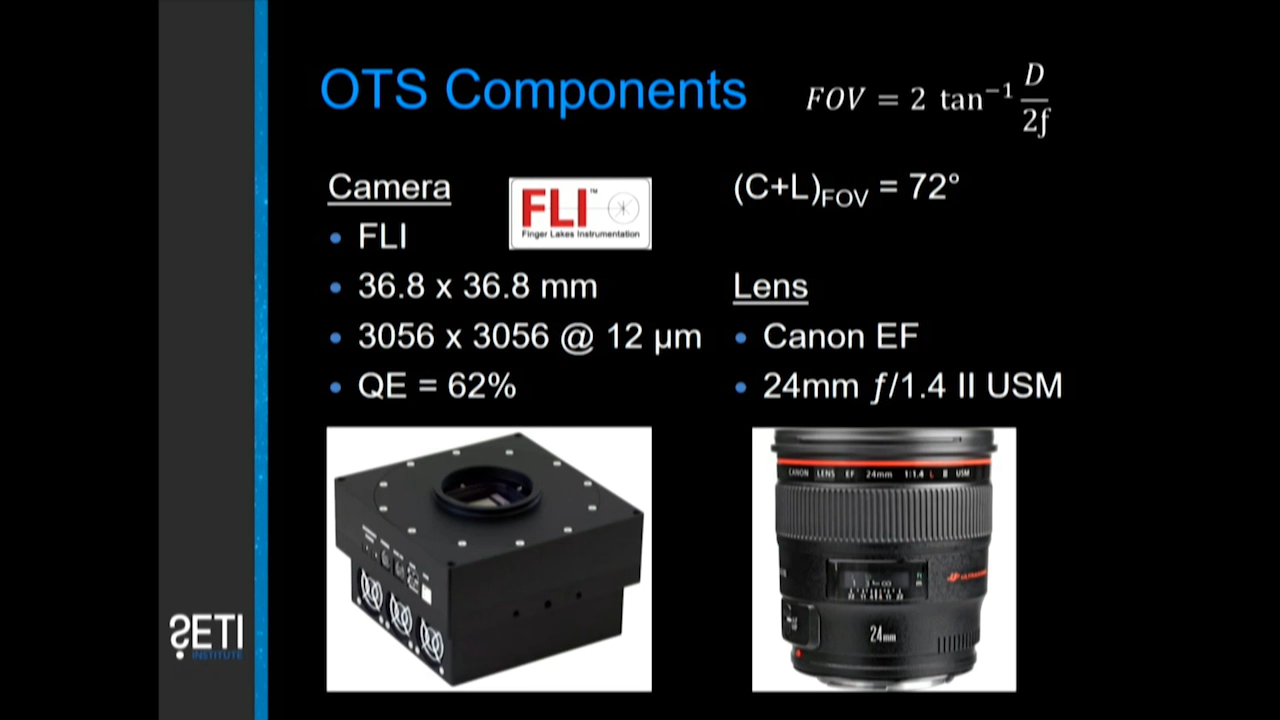 OTS Components
FOV = 2 tan⁻¹ D/2f
Camera
FLI™
Finger Lakes Instrumentation
(C+L)FOV = 72°
• FLI
• 36.8 x 36.8 mm
• 3056 x 3056 @ 12 μm
• QE = 62%
Lens
• Canon EF
• 24mm ƒ/1.4 II USM
CANON LENS EF 24mm 1:1.4 L II USM
24mm
SETI
INSTITUTE